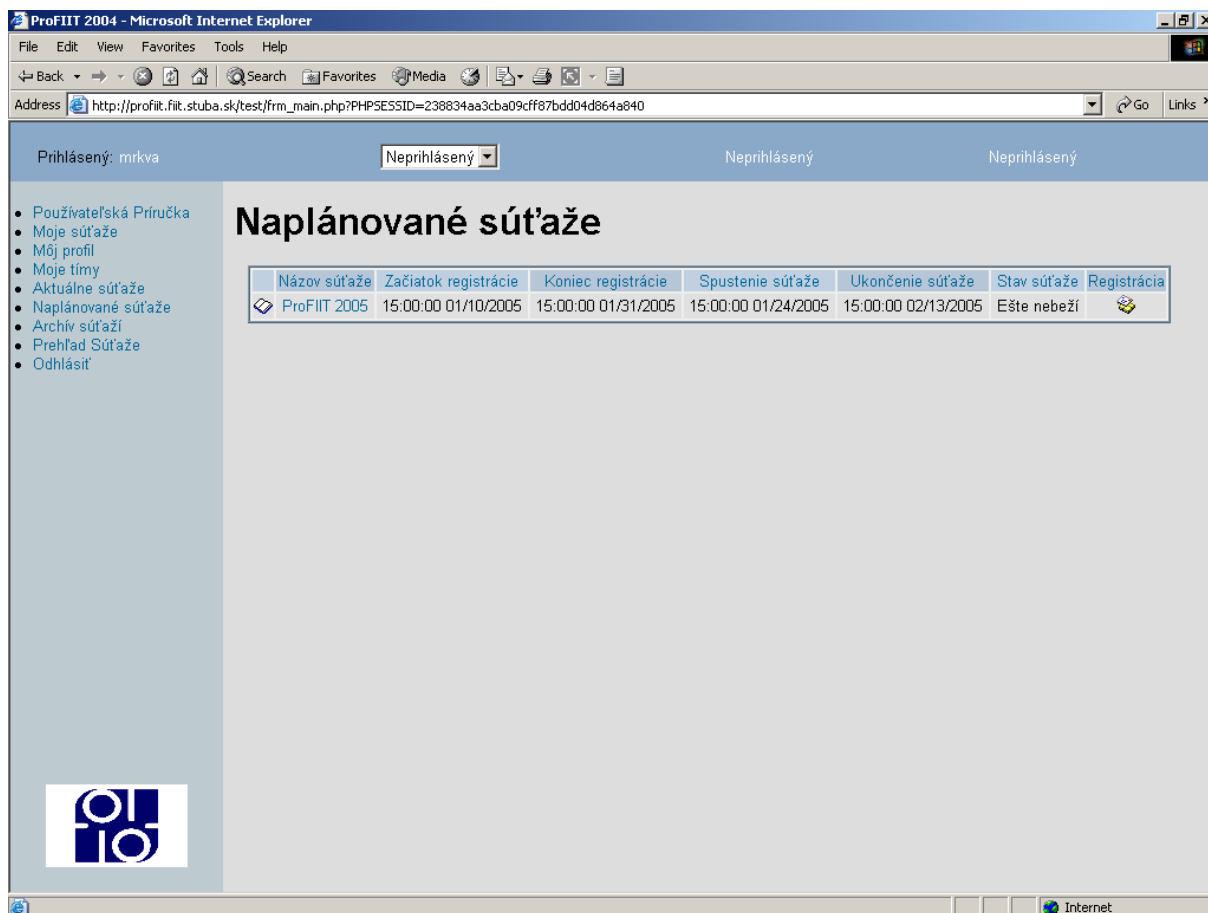 ProFIIT 2004 - Microsoft Internet Explorer
File Edit View Favorites Tools Help
Back Search Favorites Media
Address http://profiit.fiit.stuba.sk/test/frm_main.php?PHPSESSID=238834aa3cba09cff87bdd04d864a840 Go Links
Prihlásený: mrkva Neprihlásený Neprihlásený Neprihlásený
Používateľská Príručka
Moje súťaže
Môj profil
Moje tímy
Aktuálne súťaže
Naplánované súťaže
Archív súťaží
Prehľad Súťaže
Odhlásiť
Naplánované súťaže
Názov súťaže Začiatok registrácie Koniec registrácie Spustenie súťaže Ukončenie súťaže Stav súťaže Registrácia
ProFIIT 2005 15:00:00 01/10/2005 15:00:00 01/31/2005 15:00:00 01/24/2005 15:00:00 02/13/2005 Ešte nebeží
Internet